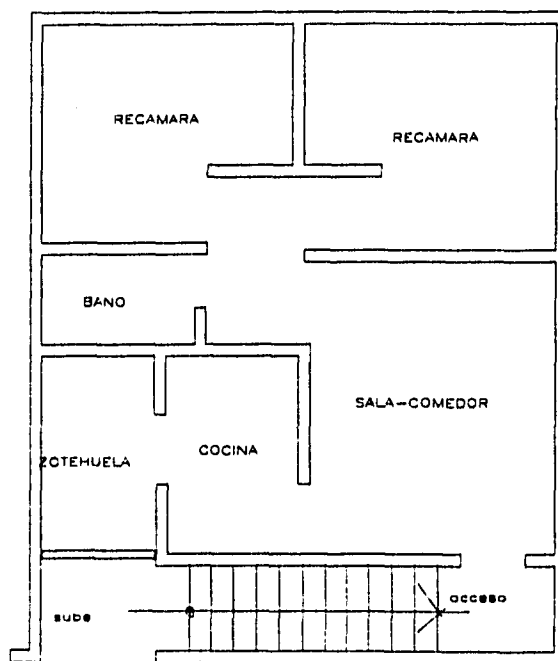 RECAMARA
RECAMARA
BANO
SALA-COMEDOR
COCINA
ZOTEHUELA
acceso
sube